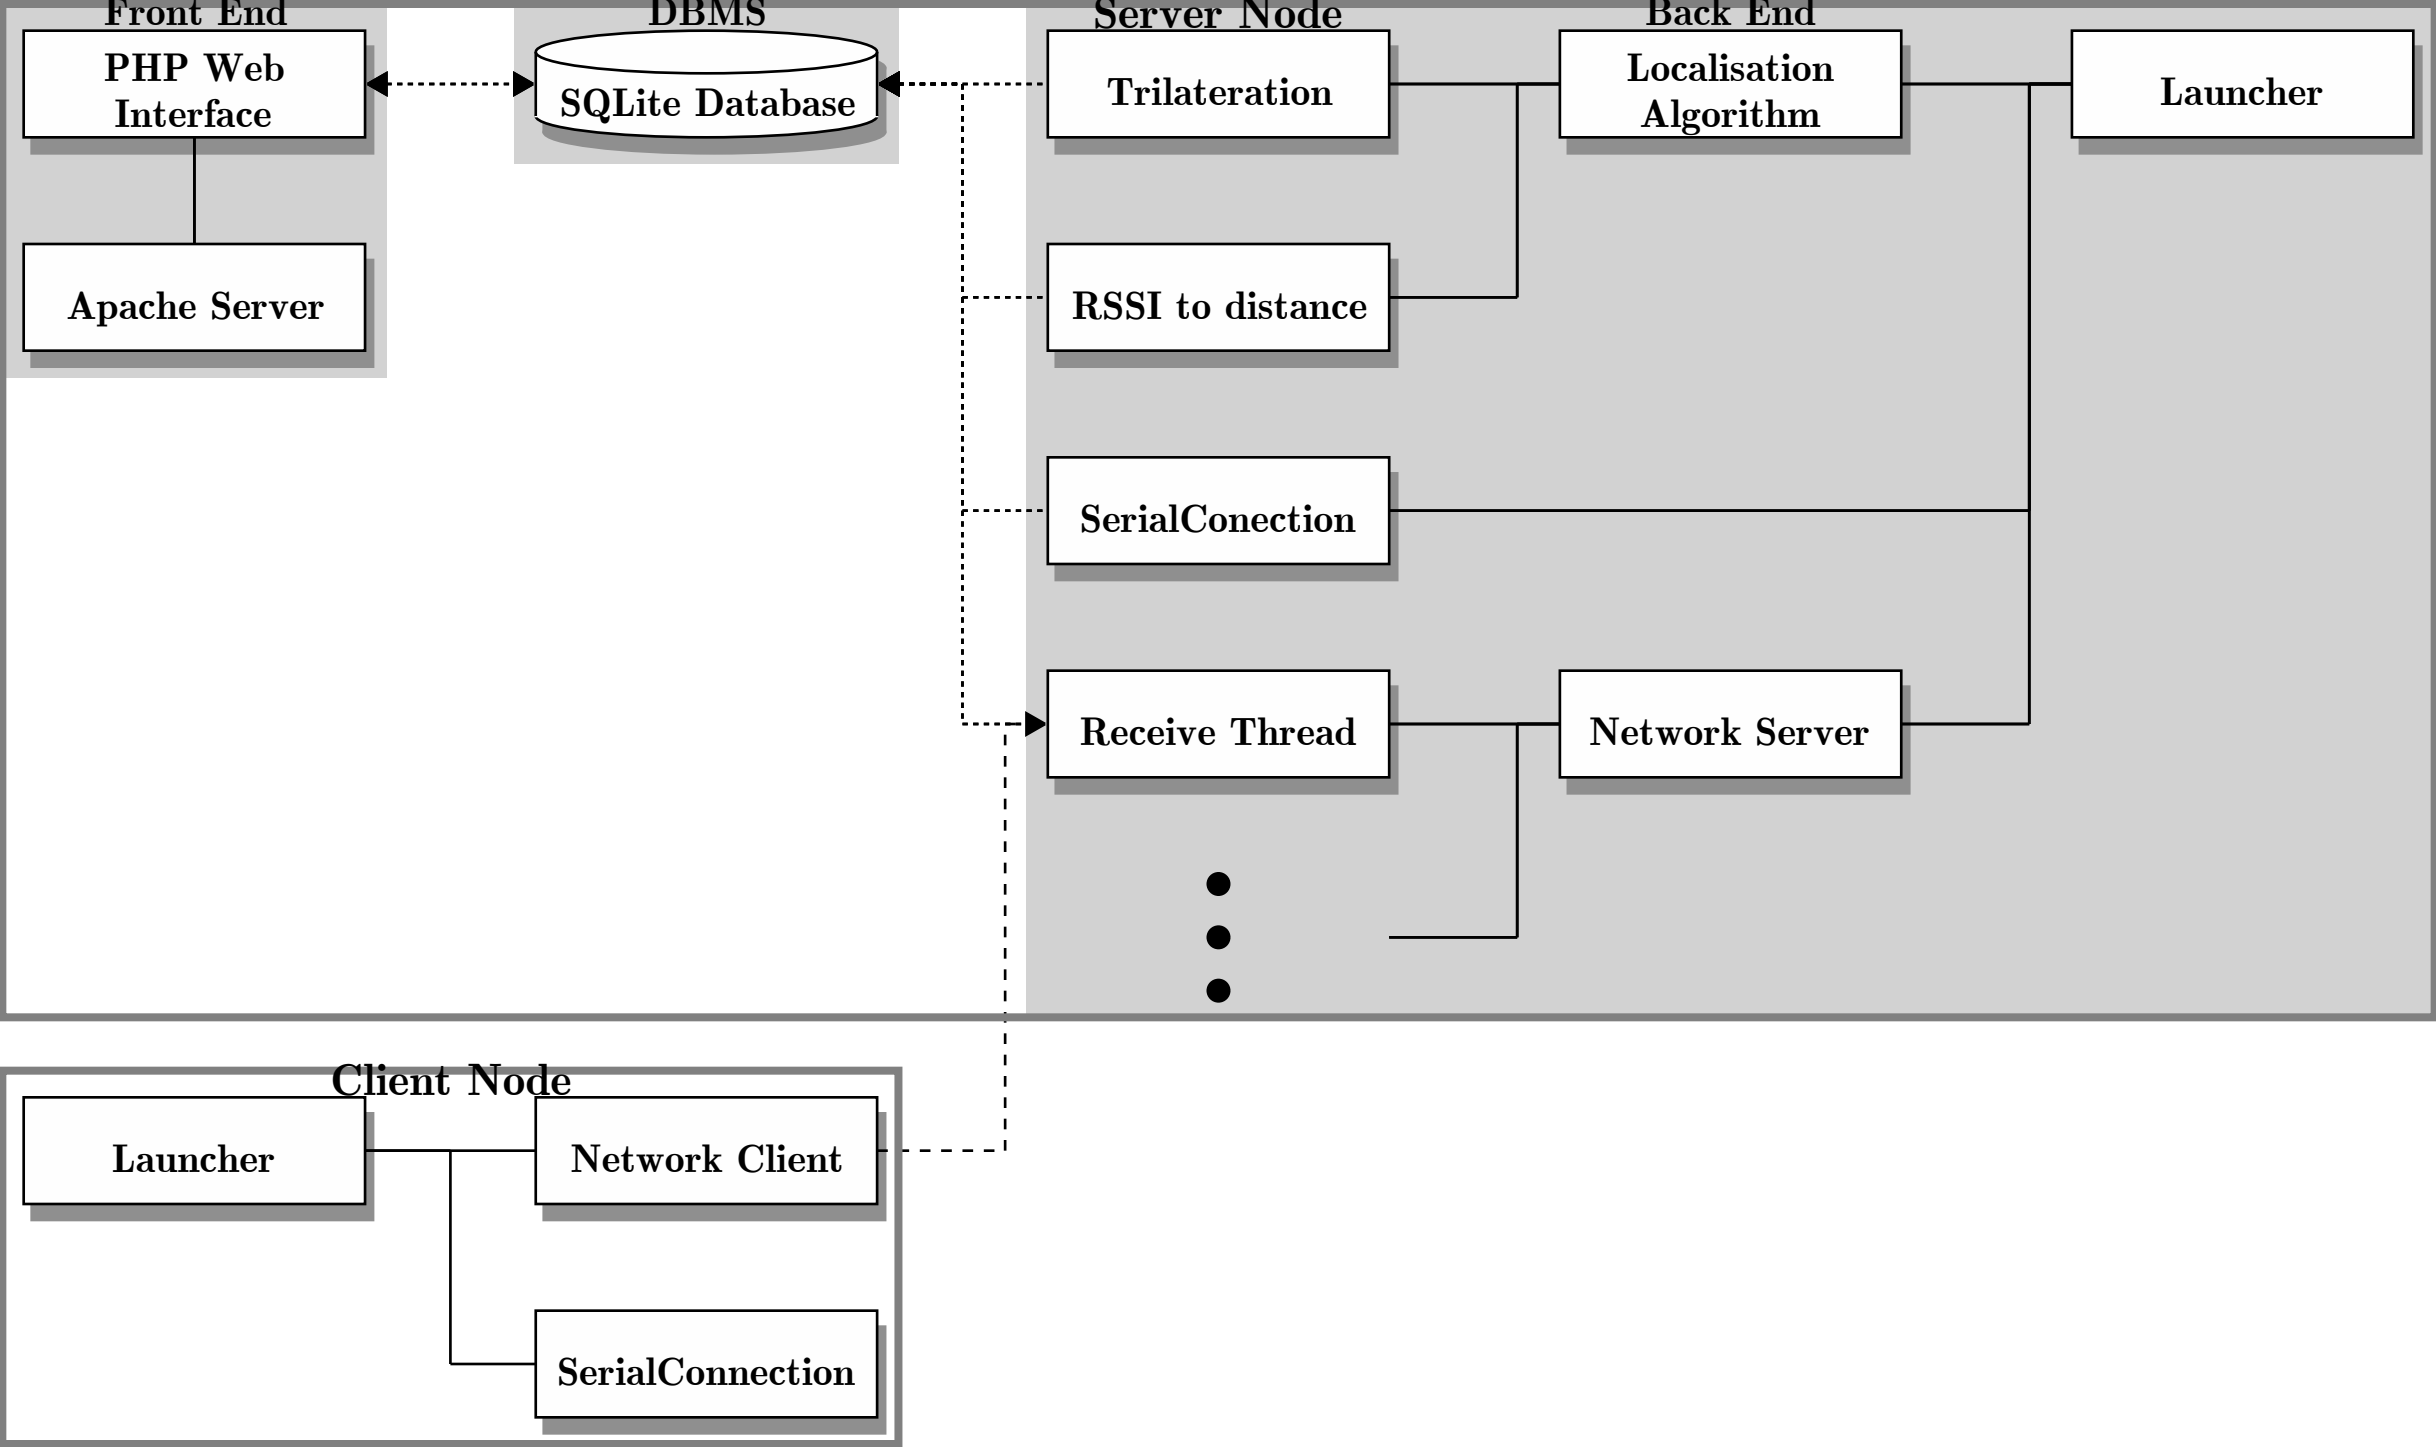 Front End
DBMS
Server Node
Back End
PHP Web
Interface
SQLite Database
Trilateration
Localisation
Algorithm
Launcher
Apache Server
RSSI to distance
SerialConection
Receive Thread
Network Server
Client Node
Launcher
Network Client
SerialConnection